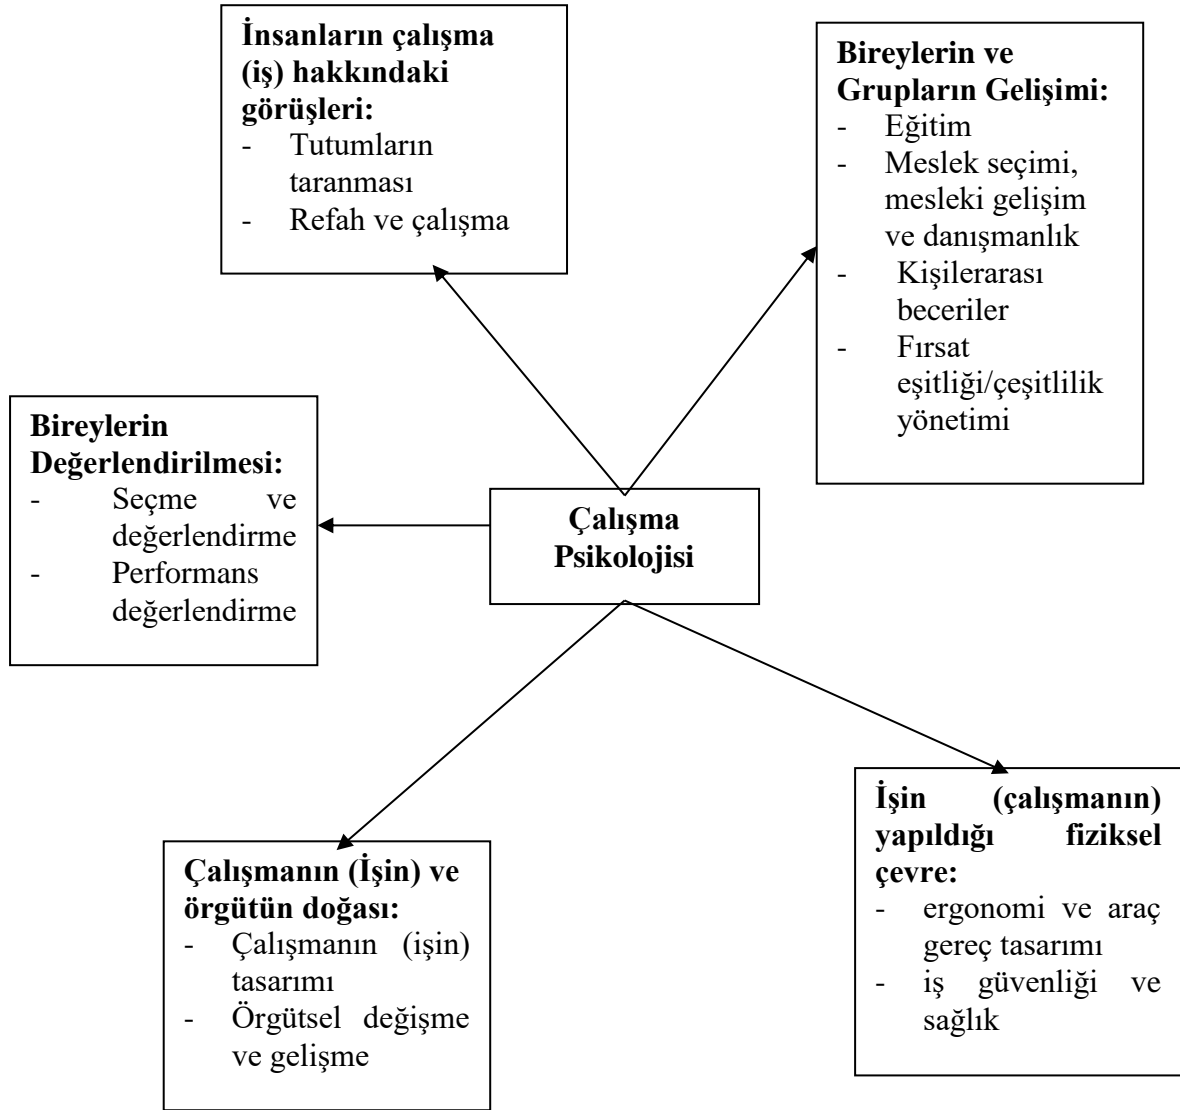 İnsanların çalışma
(iş) hakkındaki
görüşleri:
- Tutumların
taranması
- Refah ve çalışma
Bireylerin ve
Grupların Gelişimi:
- Eğitim
- Meslek seçimi,
mesleki gelişim
ve danışmanlık
- Kişilerarası
beceriler
- Fırsat
eşitliği/çeşitlilik
yönetimi
Bireylerin
Değerlendirilmesi:
- Seçme ve
değerlendirme
- Performans
değerlendirme
Çalışma
Psikolojisi
Çalışmanın (İşin) ve
örgütün doğası:
- Çalışmanın (işin)
tasarımı
- Örgütsel değişme
ve gelişme
İşin (çalışmanın)
yapıldığı fiziksel
çevre:
- ergonomi ve araç
gereç tasarımı
- iş güvenliği ve
sağlık